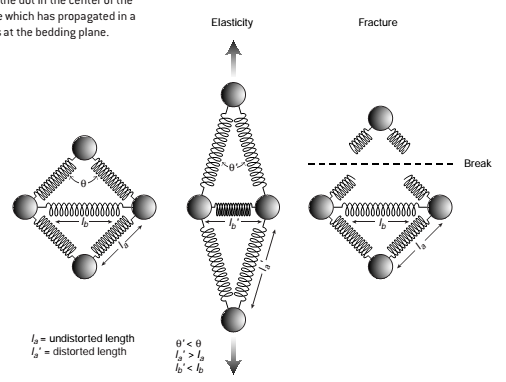 the dot in the center of the
e which has propagated in a
s at the bedding plane.
Elasticity
Fracture
θ
θ'
Break
l_b
l_b'
l_b
l_a
l_a'
l_a
l_a = undistorted length
l_a' = distorted length
θ' < θ
l_a' > l_a
l_b' < l_b